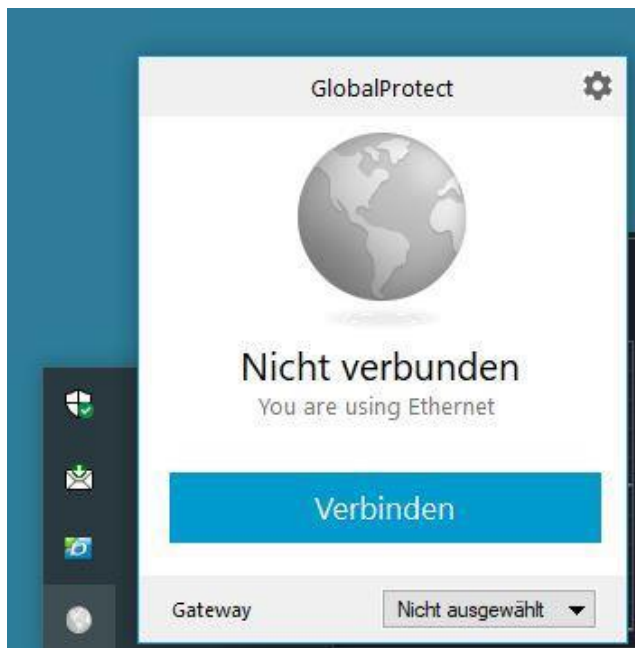 GlobalProtect
Nicht verbunden
You are using Ethernet
Verbinden
Gateway Nicht ausgewählt